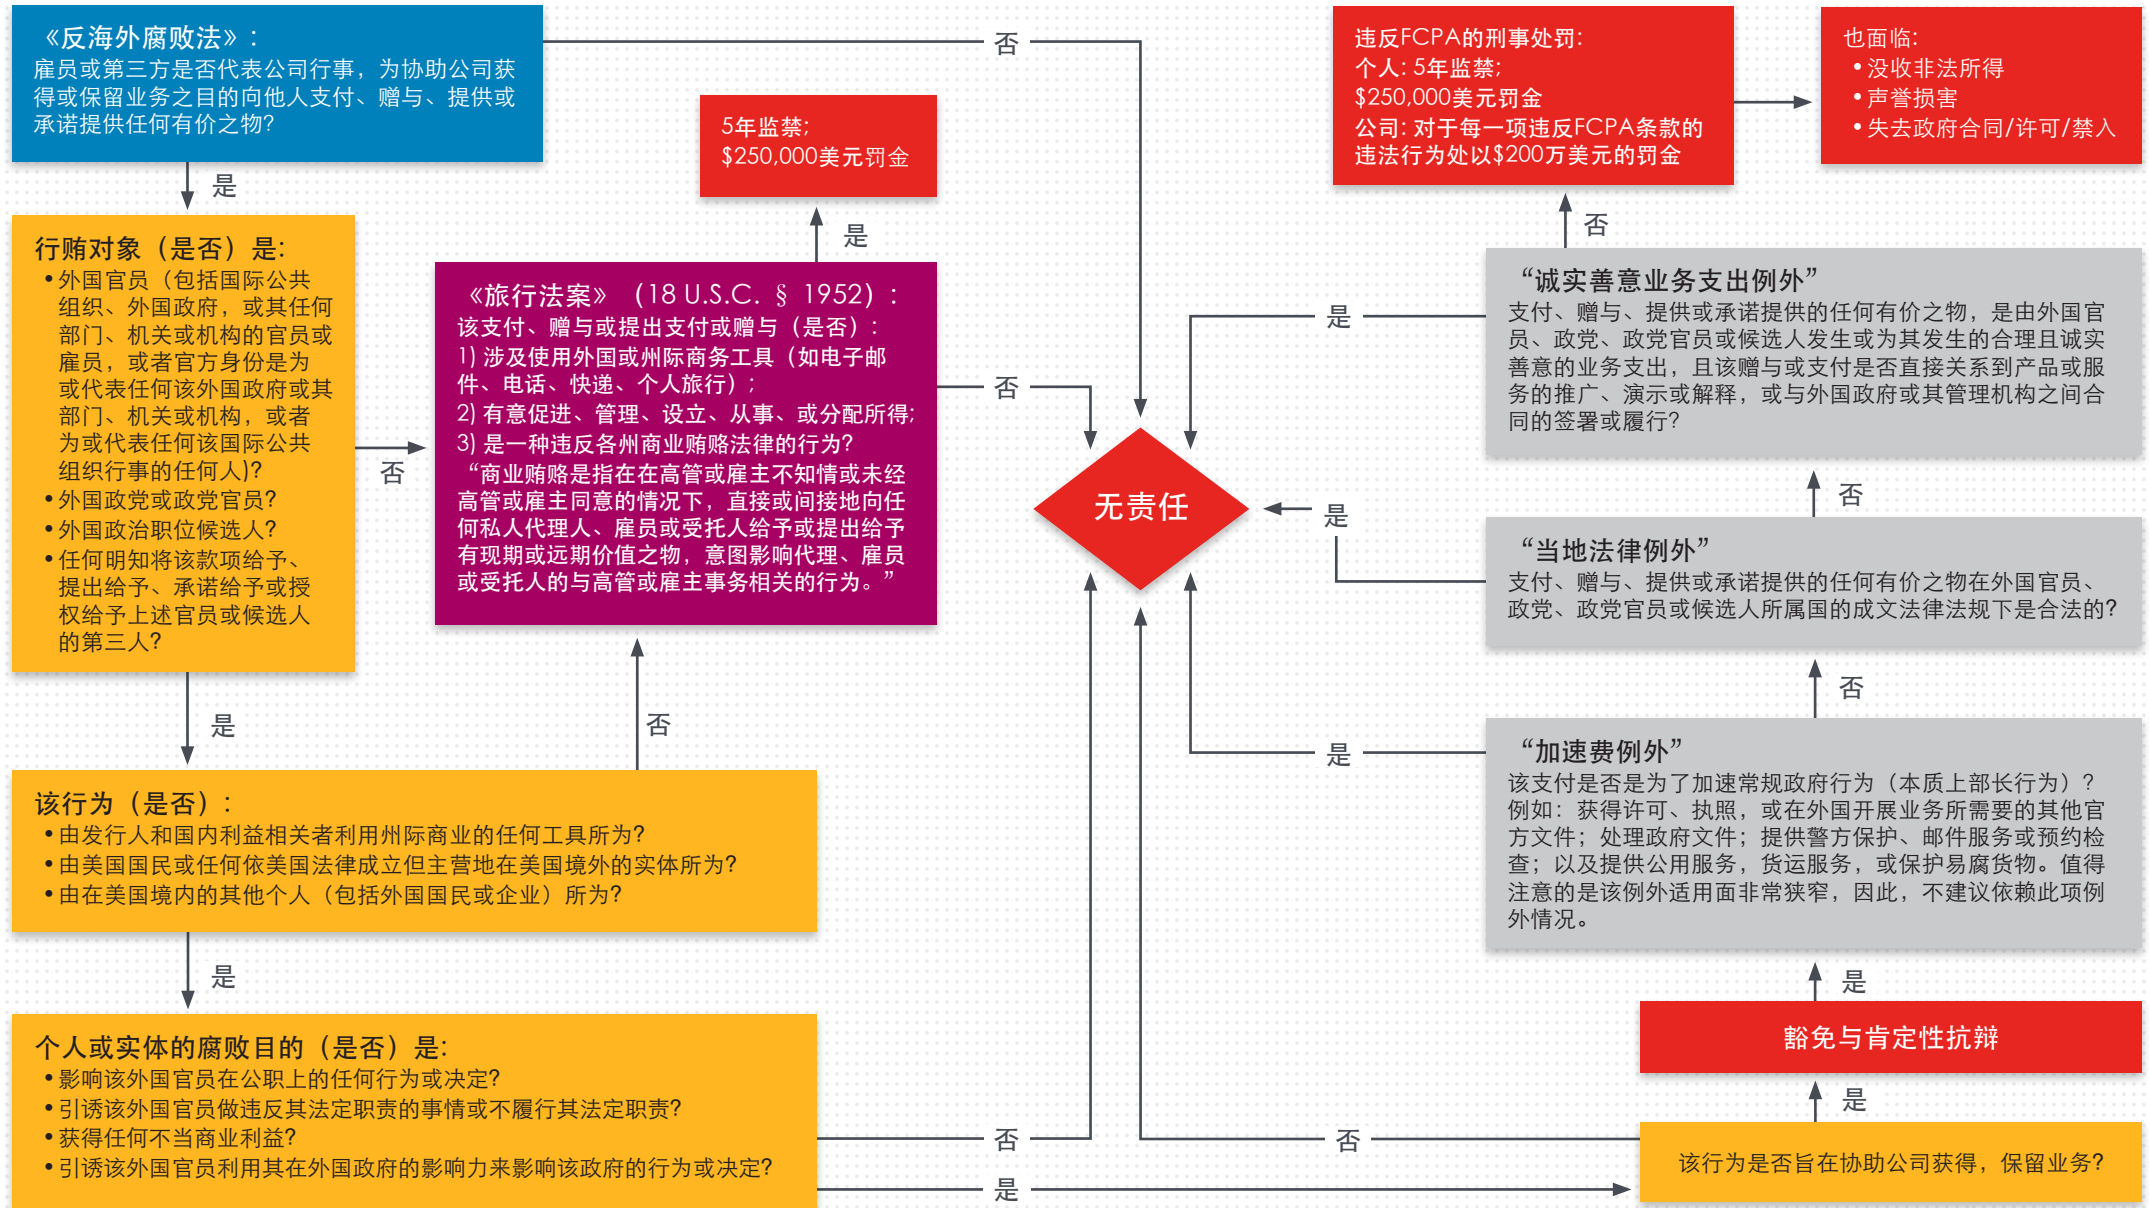 《反海外腐败法》:
雇员或第三方是否代表公司行事，为协助公司获
得或保留业务之目的向他人支付、赠与、提供或
承诺提供任何有价之物?
是
否
行贿对象（是否）是:
•外国官员（包括国际公共
组织、外国政府，或其任何
部门、机关或机构的官员或
雇员，或者官方身份是为
或代表任何该外国政府或其
部门、机关或机构，或者
为或代表任何该国际公共
组织行事的任何人)?
•外国政党或政党官员?
•外国政治职位候选人?
•任何明知将该款项给予、
提出给予、承诺给予或授
权给予上述官员或候选人
的第三人?
否
是
5年监禁;
$250,000美元罚金
是
《旅行法案》（18 U.S.C. § 1952）:
该支付、赠与或提出支付或赠与（是否）:
1) 涉及使用外国或州际商务工具（如电子邮
件、电话、快递、个人旅行）;
2) 有意促进、管理、设立、从事、或分配所得;
3) 是一种违反各州商业贿赂法律的行为?
“商业贿赂是指在在高管或雇主不知情或未经
高管或雇主同意的情况下，直接或间接地向任
何私人代理人、雇员或受托人给予或提出给予
有现期或远期价值之物，意图影响代理、雇员
或受托人的与高管或雇主事务相关的行为。”
否
否
该行为（是否）:
•由发行人和国内利益相关者利用州际商业的任何工具所为?
•由美国国民或任何依美国法律成立但主营地在美国境外的实体所为?
•由在美国境内的其他个人（包括外国国民或企业）所为?
是
个人或实体的腐败目的（是否）是:
•影响该外国官员在公职上的任何行为或决定?
•引诱该外国官员做违反其法定职责的事情或不履行其法定职责?
•获得任何不当商业利益?
•引诱该外国官员利用其在外国政府的影响力来影响该政府的行为或决定?
否
是
无责任
违反FCPA的刑事处罚:
个人: 5年监禁;
$250,000美元罚金
公司: 对于每一项违反FCPA条款的
违法行为处以$200万美元的罚金
也面临:
•没收非法所得
•声誉损害
•失去政府合同/许可/禁入
否
“诚实善意业务支出例外”
支付、赠与、提供或承诺提供的任何有价之物，是由外国官
员、政党、政党官员或候选人发生或为其发生的合理且诚实
善意的业务支出，且该赠与或支付是否直接关系到产品或服
务的推广、演示或解释，或与外国政府或其管理机构之间合
同的签署或履行?
是
否
“当地法律例外”
支付、赠与、提供或承诺提供的任何有价之物在外国官员、
政党、政党官员或候选人所属国的成文法律法规下是合法的?
是
否
“加速费例外”
该支付是否是为了加速常规政府行为（本质上部长行为）?
例如：获得许可、执照，或在外国开展业务所需要的其他官
方文件；处理政府文件；提供警方保护、邮件服务或预约检
查；以及提供公用服务，货运服务，或保护易腐货物。值得
注意的是该例外适用面非常狭窄，因此，不建议依赖此项例
外情况。
是
是
豁免与肯定性抗辩
是
否
该行为是否旨在协助公司获得，保留业务?